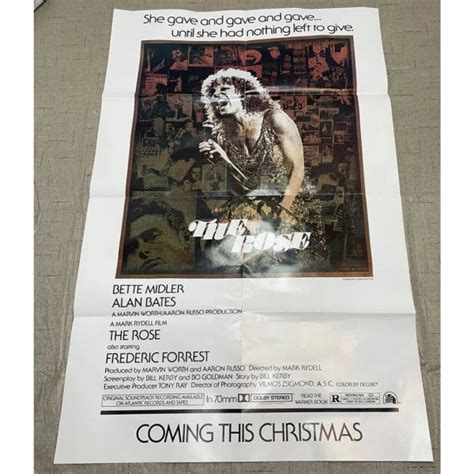 She gave and gave and gave...
until she had nothing left to give.
THE ROSE
BETTE MIDLER
ALAN BATES
A MARVIN WORTH/AARON RUSSO PRODUCTION
A MARK RYDELL FILM
THE ROSE
also starring
FREDERIC FORREST
Produced by MARVIN WORTH and AARON RUSSO Directed by MARK RYDELL
Screenplay by BILL KERBY and BO GOLDMAN Story by BILL KERBY
Executive Producer TONY RAY Director of Photography VILMOS ZSIGMOND, A.S.C. COLOR BY DELUXE
ORIGINAL SOUNDTRACK RECORDING AVAILABLE
ON ATLANTIC RECORDS AND TAPES
In 70mm DOLBY STEREO
READ THE
WARNER BOOK
R RESTRICTED
COMING THIS CHRISTMAS